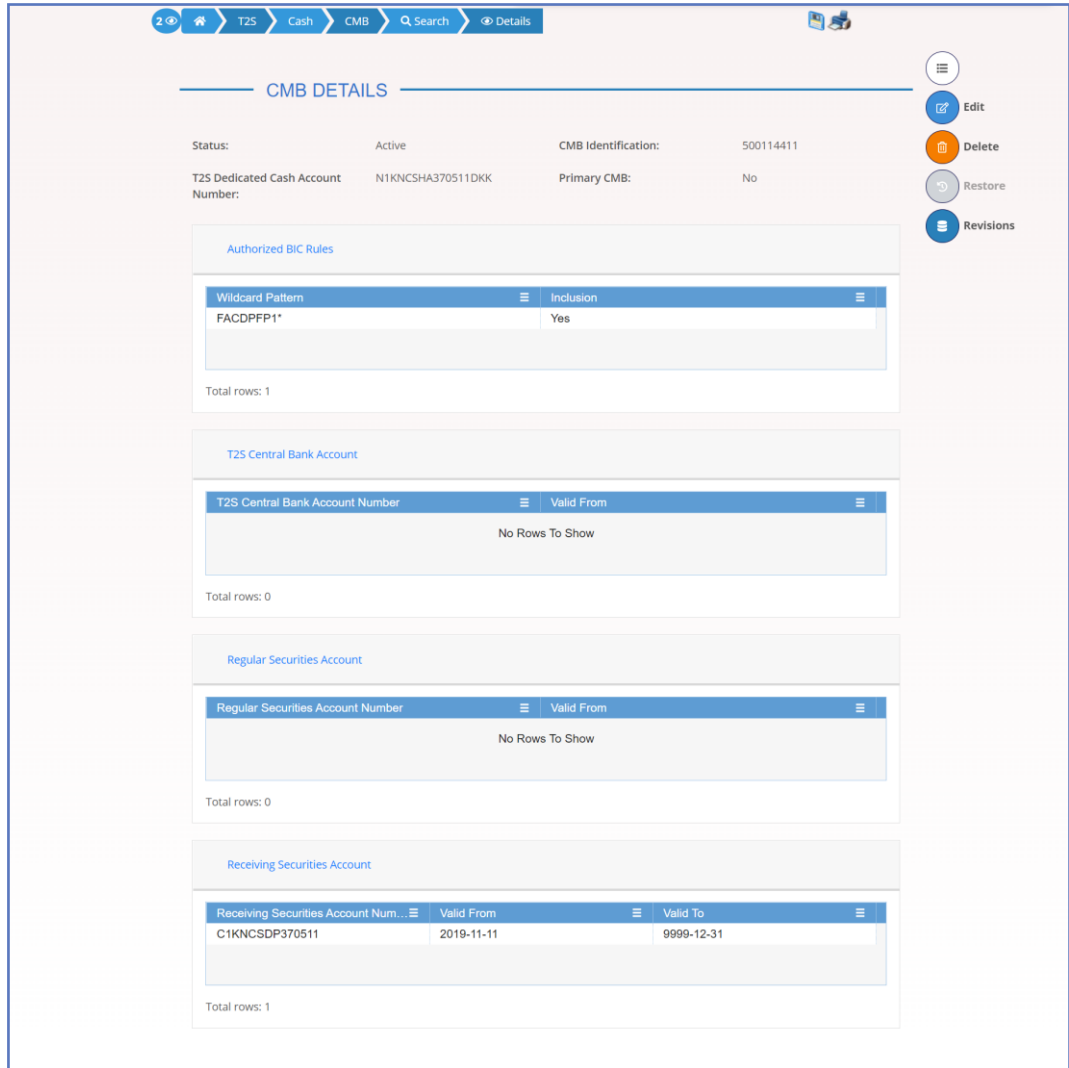 2 T2S Cash CMB Search Details
CMB DETAILS
Edit
Delete
Restore
Revisions
Status: Active CMB Identification: 500114411
T2S Dedicated Cash Account Number: N1KNCSHA370511DKK Primary CMB: No
Authorized BIC Rules
Wildcard Pattern Inclusion
FACDPFP1* Yes
Total rows: 1
T2S Central Bank Account
T2S Central Bank Account Number Valid From
No Rows To Show
Total rows: 0
Regular Securities Account
Regular Securities Account Number Valid From
No Rows To Show
Total rows: 0
Receiving Securities Account
Receiving Securities Account Num... Valid From Valid To
C1KNCSDP370511 2019-11-11 9999-12-31
Total rows: 1